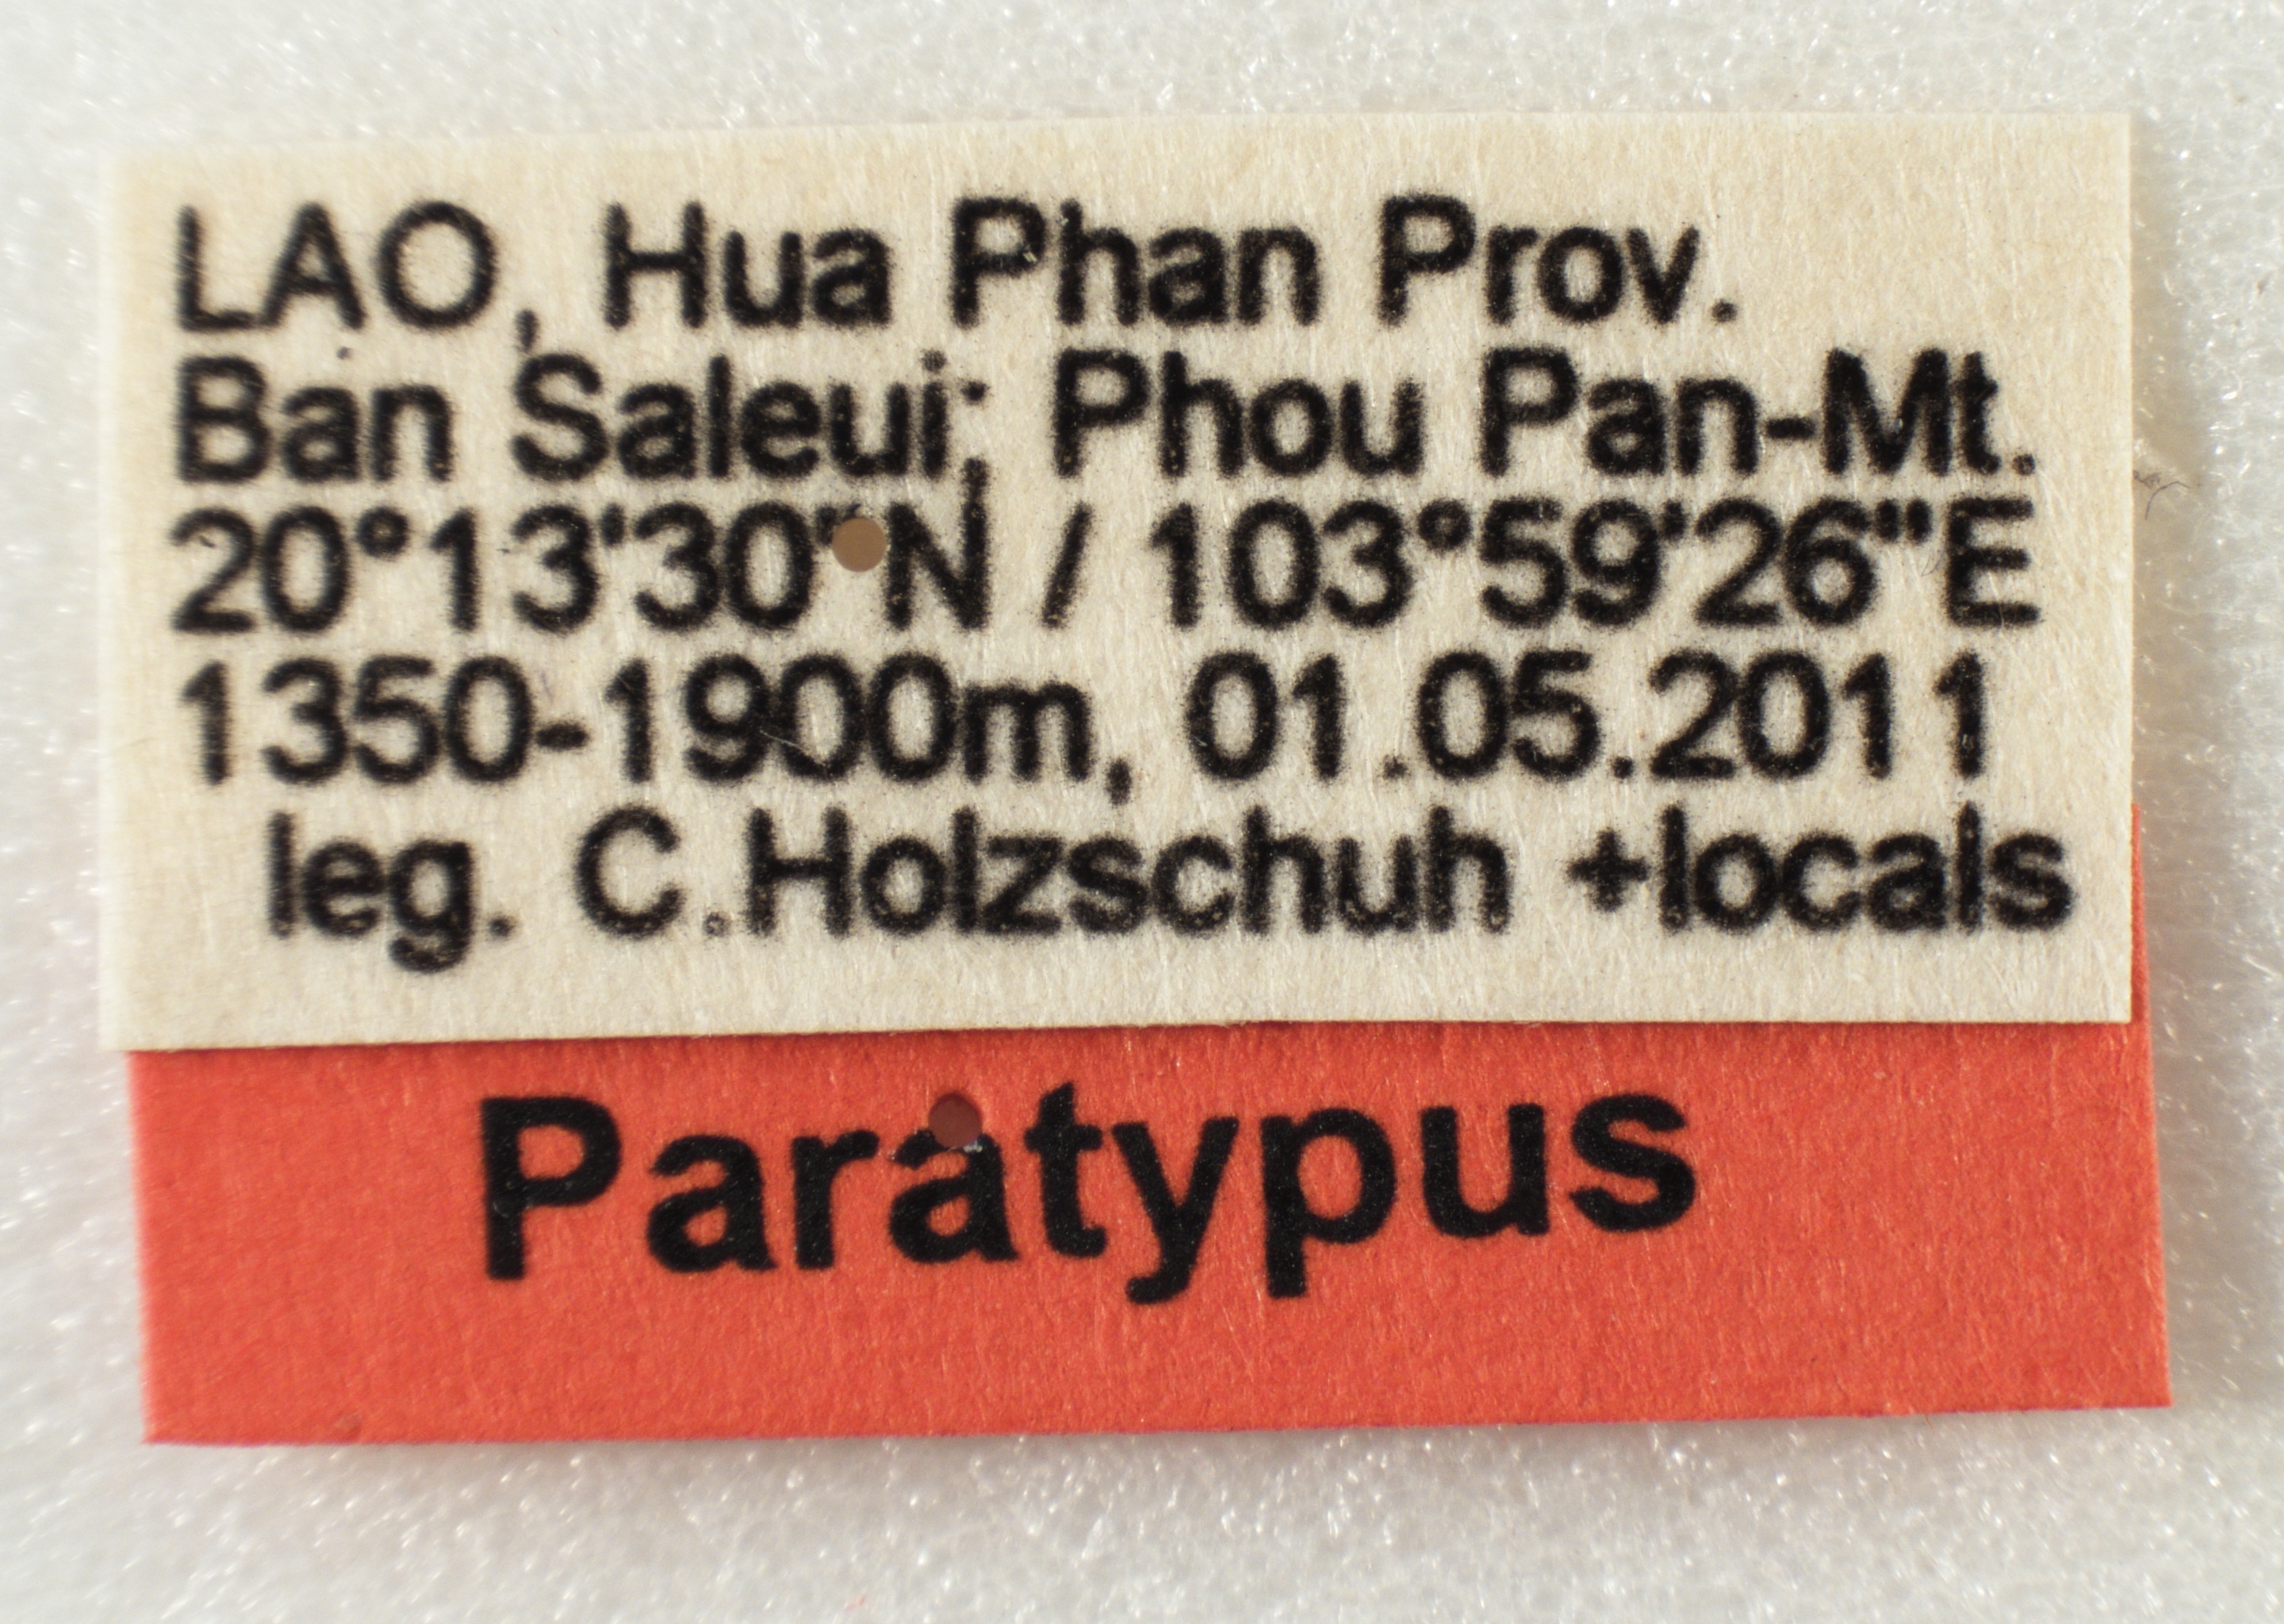 LAO, Hua Phan Prov.
Ban Saleui; Phou Pan-Mt.
20°13'30"N / 103°59'26"E
1350-1900m, 01.05.2011
leg. C.Holzschuh +locals
Paratypus